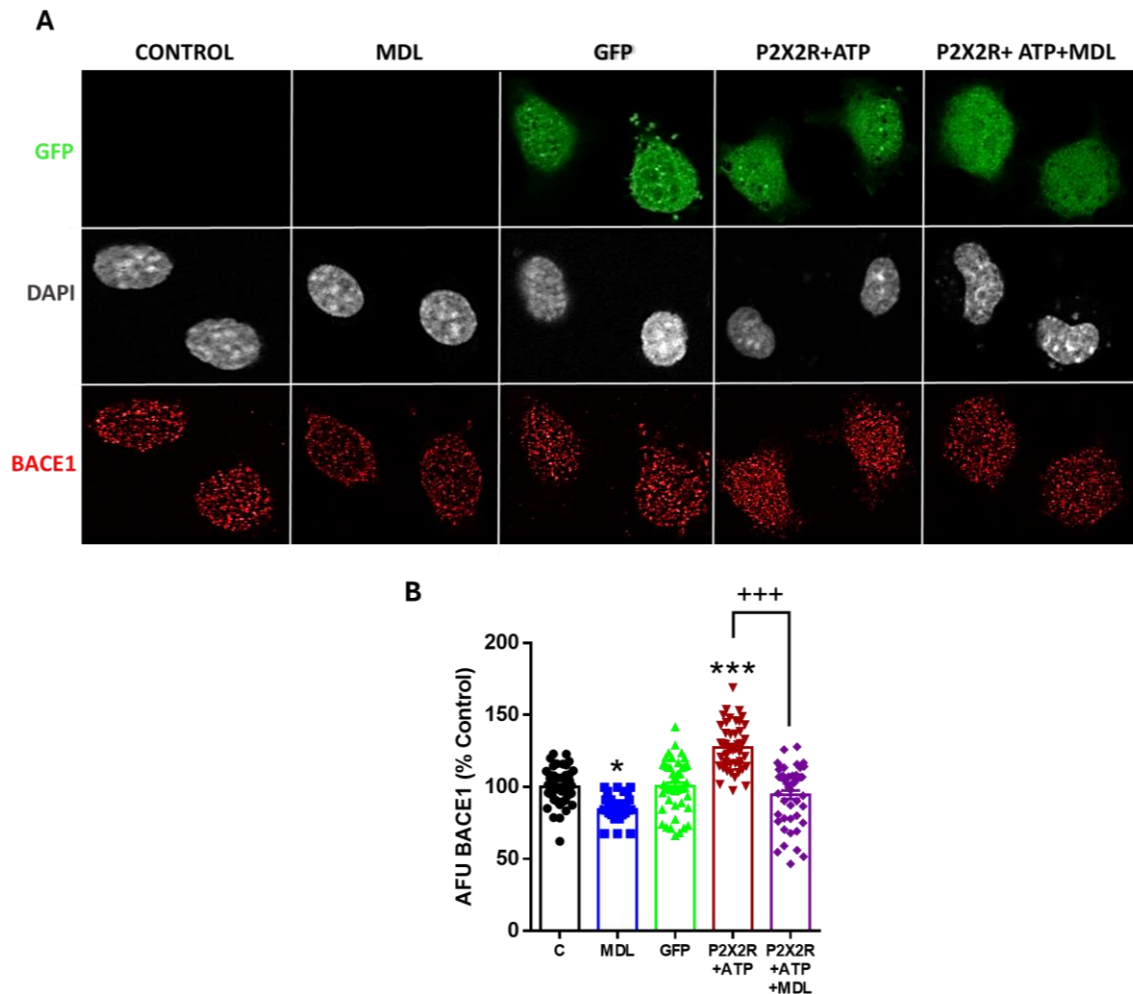 A
CONTROL MDL GFP P2X2R+ATP P2X2R+ ATP+MDL
GFP
DAPI
BACE1
B
+++
200
***
150
*
100
50
0
AFU BACE1 (% Control)
C MDL GFP P2X2R P2X2R
+ATP +ATP
+MDL